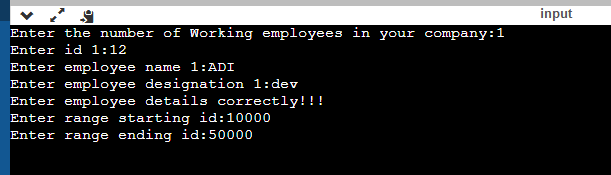 input
Enter the number of Working employees in your company:1
Enter id 1:12
Enter employee name 1:ADI
Enter employee designation 1:dev
Enter employee details correctly!!!
Enter range starting id:10000
Enter range ending id:50000